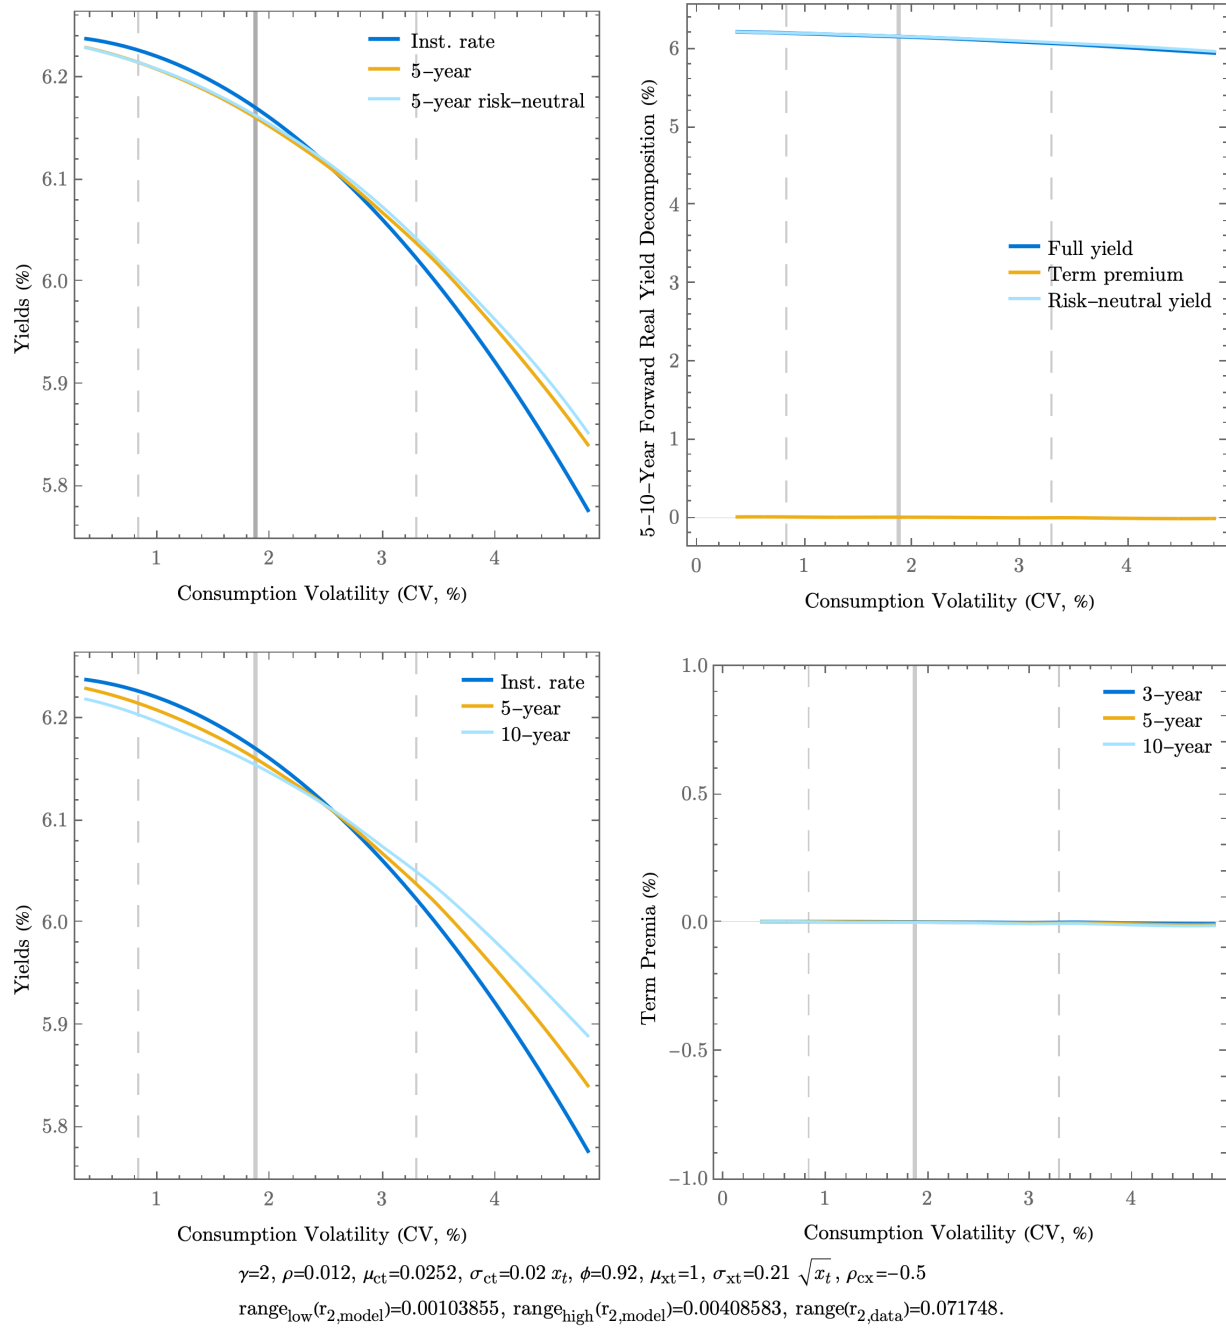 Inst. rate
5–year
5–year risk–neutral
6.2
6.1
6.0
5.9
5.8
Yields (%)
1 2 3 4
Consumption Volatility (CV, %)
6
5
4
3
2
1
0
5–10–Year Forward Real Yield Decomposition (%)
Full yield
Term premium
Risk–neutral yield
0 1 2 3 4
Consumption Volatility (CV, %)
Inst. rate
5–year
10–year
6.2
6.1
6.0
5.9
5.8
Yields (%)
1 2 3 4
Consumption Volatility (CV, %)
1.0
0.5
0.0
−0.5
−1.0
Term Premia (%)
3–year
5–year
10–year
0 1 2 3 4
Consumption Volatility (CV, %)
γ=2, ρ=0.012, μct=0.0252, σct=0.02 xt, ϕ=0.92, μxt=1, σxt=0.21 √xt, ρcx=−0.5
rangelow(r2,model)=0.00103855, rangehigh(r2,model)=0.00408583, range(r2,data)=0.071748.